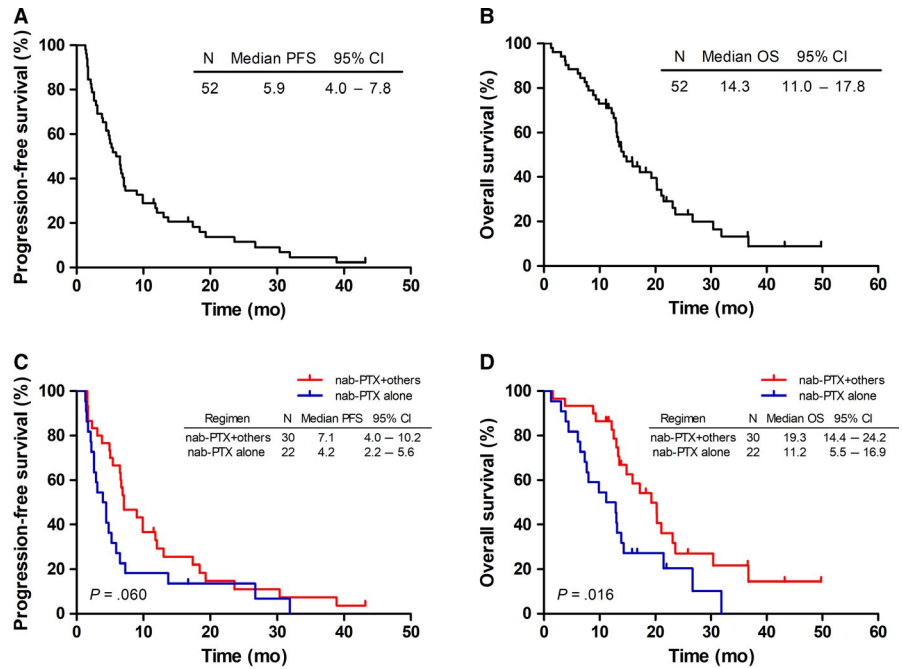 A
Progression-free survival (%)
100
80
60
40
20
0
N Median PFS 95% CI
52 5.9 4.0 – 7.8
0 10 20 30 40 50
Time (mo)
B
Overall survival (%)
100
80
60
40
20
0
N Median OS 95% CI
52 14.3 11.0 – 17.8
0 10 20 30 40 50 60
Time (mo)
C
Progression-free survival (%)
100
80
60
40
20
0
nab-PTX+others
nab-PTX alone
Regimen N Median PFS 95% CI
nab-PTX+others 30 7.1 4.0 – 10.2
nab-PTX alone 22 4.2 2.2 – 5.6
P = .060
0 10 20 30 40 50
Time (mo)
D
Overall survival (%)
100
80
60
40
20
0
nab-PTX+others
nab-PTX alone
Regimen N Median OS 95% CI
nab-PTX+others 30 19.3 14.4 – 24.2
nab-PTX alone 22 11.2 5.5 – 16.9
P = .016
0 10 20 30 40 50 60
Time (mo)